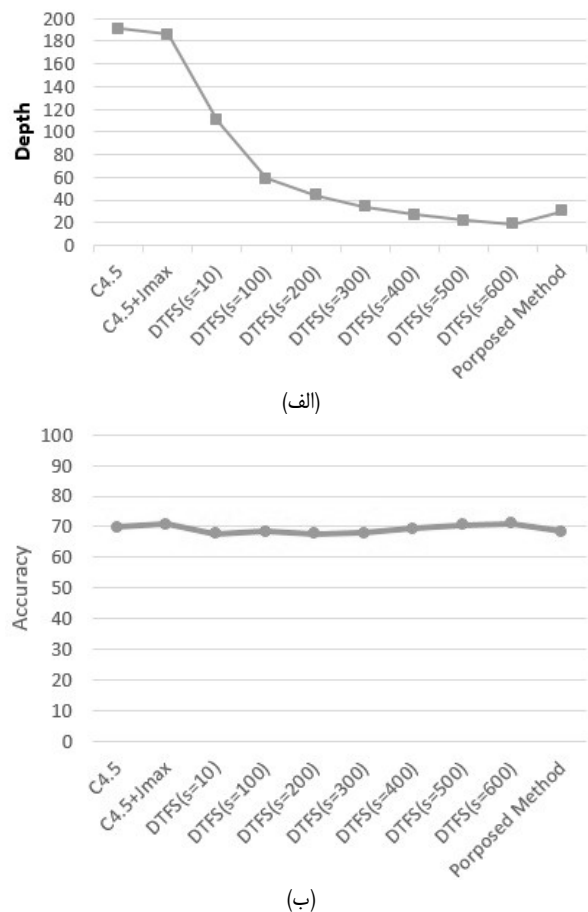 200
180
160
140
120
100
80
60
40
20
0
Depth
C4.5
C4.5+Jmax
DTFS(s=10)
DTFS(s=100)
DTFS(s=200)
DTFS(s=300)
DTFS(s=400)
DTFS(s=500)
DTFS(s=600)
Porposed Method
(الف)
100
90
80
70
60
50
40
30
20
10
0
Accuracy
C4.5
C4.5+Jmax
DTFS(s=10)
DTFS(s=100)
DTFS(s=200)
DTFS(s=300)
DTFS(s=400)
DTFS(s=500)
DTFS(s=600)
Porposed Method
(ب)